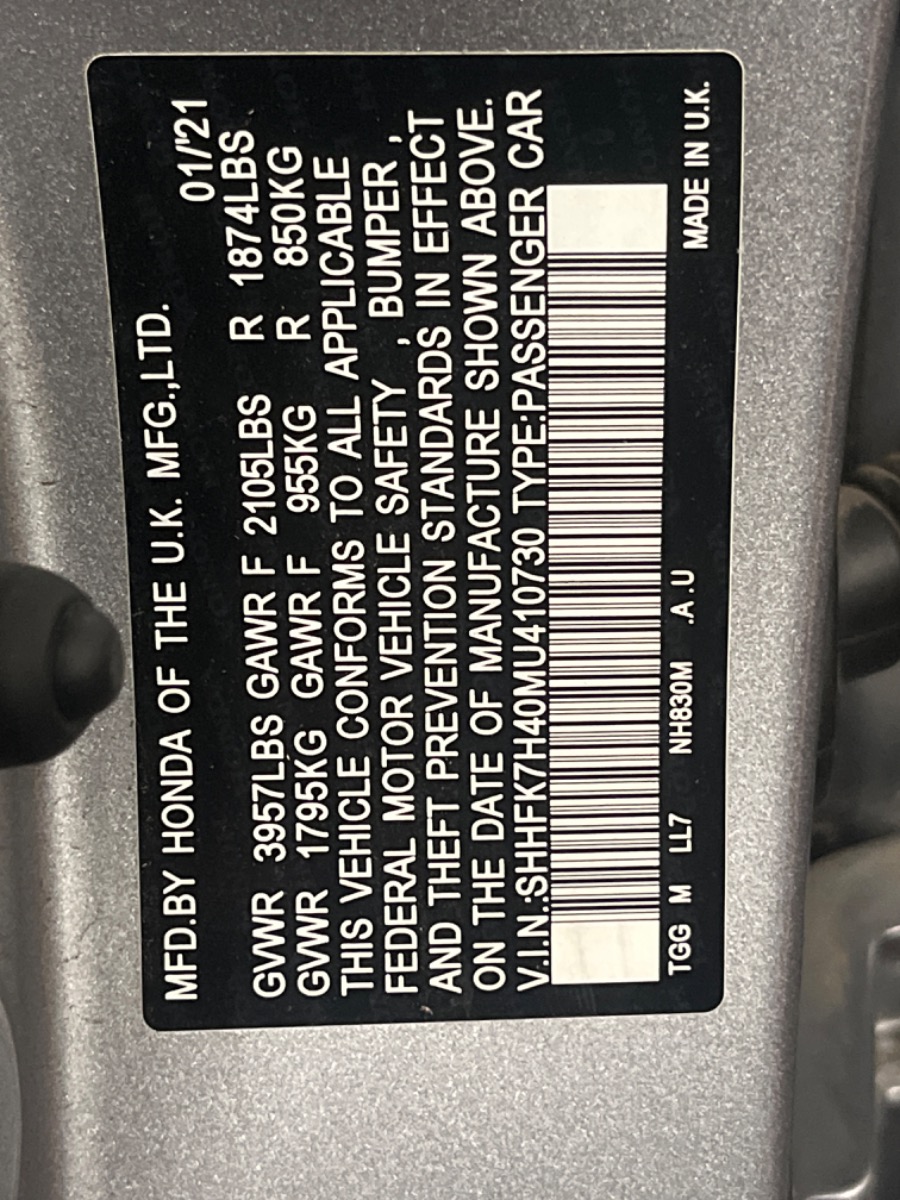 MFD.BY HONDA OF THE U.K. MFG.,LTD. 01/'21
GVWR 3957LBS GAWR F 2105LBS R 1874LBS
GVWR 1795KG GAWR F 955KG R 850KG
THIS VEHICLE CONFORMS TO ALL APPLICABLE
FEDERAL MOTOR VEHICLE SAFETY , BUMPER ,
AND THEFT PREVENTION STANDARDS IN EFFECT
ON THE DATE OF MANUFACTURE SHOWN ABOVE.
V.I.N.:SHHFK7H40MU410730 TYPE:PASSENGER CAR
TGG M LL7 NH830M .A.U MADE IN U.K.